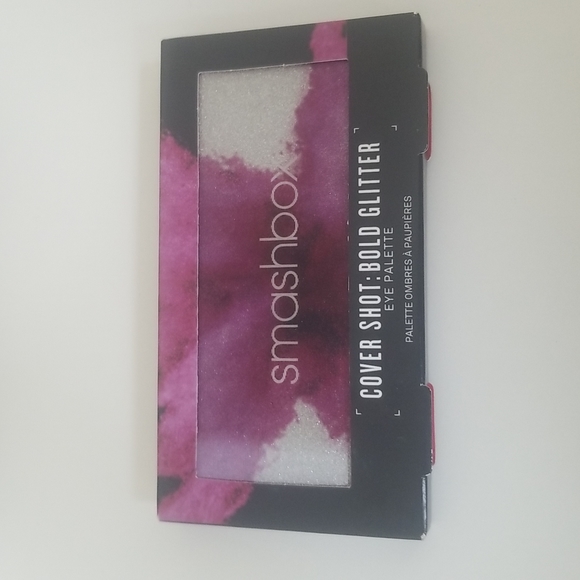 smashbox
COVER SHOT: BOLD GLITTER
EYE PALETTE
PALETTE OMBRES À PAUPIÈRES